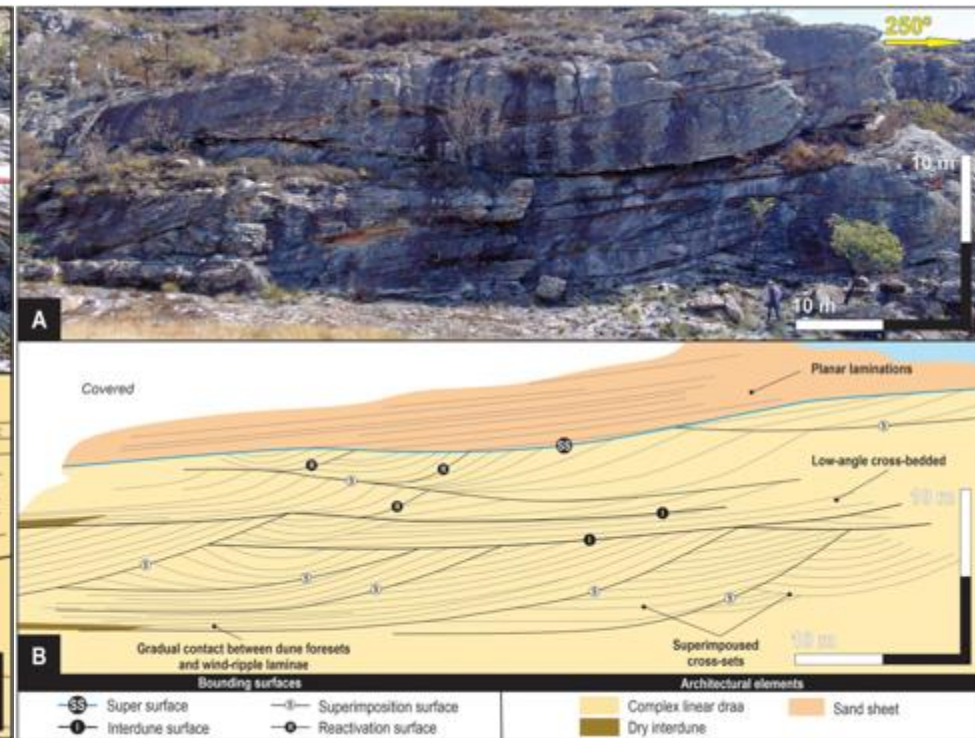 250°
10 m
10 m
A
Covered
Planar laminations
SS
R
R
S
S
Low-angle cross-bedded
R
I
10 m
I
S
S
S
S
S
Gradual contact between dune foresets
and wind-ripple laminae
Superimpoused
cross-sets
10 m
B
Bounding surfaces
Architectural elements
SS Super surface
S Superimposition surface
Complex linear draa
Sand sheet
I Interdune surface
R Reactivation surface
Dry interdune